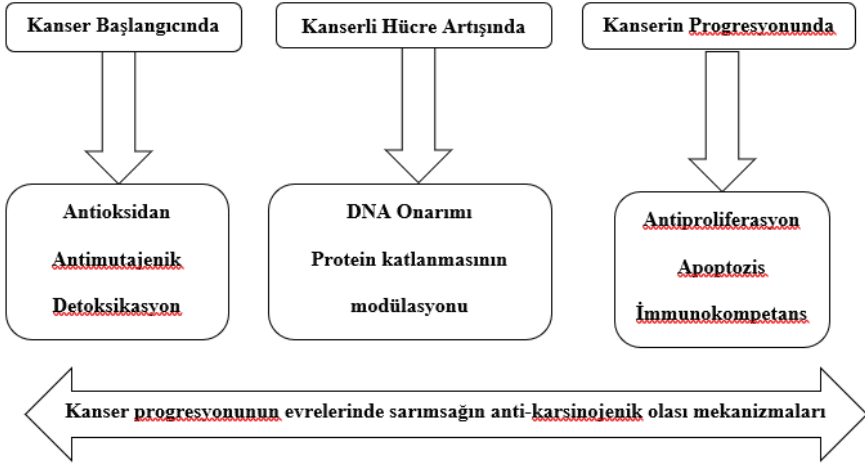 Kanser Başlangıcında
Kanserli Hücre Artışında
Kanserin Progresyonunda
Antioksidan
Antimutajenik
Detoksikasyon
DNA Onarımı
Protein katlanmasının
modülasyonu
Antiproliferasyon
Apoptozis
İmmunokompetans
Kanser progresyonunun evrelerinde sarımsağın anti-karsinojenik olası mekanizmaları